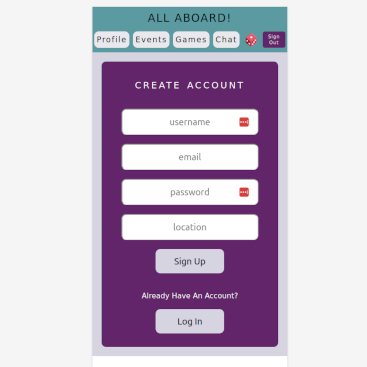 ALL ABOARD!
Profile Events Games Chat Sign Out
CREATE ACCOUNT
username
email
password
location
Sign Up
Already Have An Account?
Log In